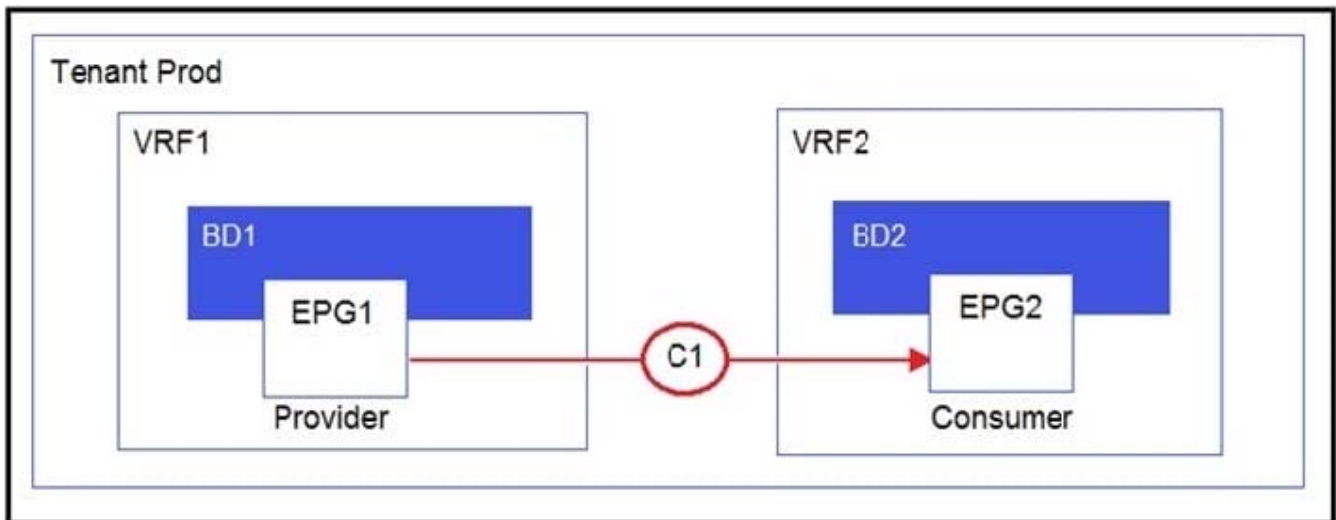 Tenant Prod
VRF1
BD1
EPG1
Provider
C1
VRF2
BD2
EPG2
Consumer